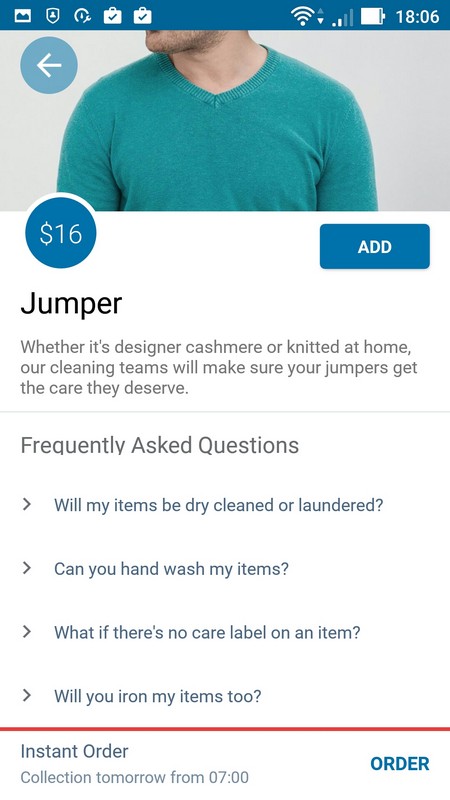 18:06
$16
ADD
Jumper
Whether it's designer cashmere or knitted at home,
our cleaning teams will make sure your jumpers get
the care they deserve.
Frequently Asked Questions
Will my items be dry cleaned or laundered?
Can you hand wash my items?
What if there's no care label on an item?
Will you iron my items too?
Instant Order
ORDER
Collection tomorrow from 07:00